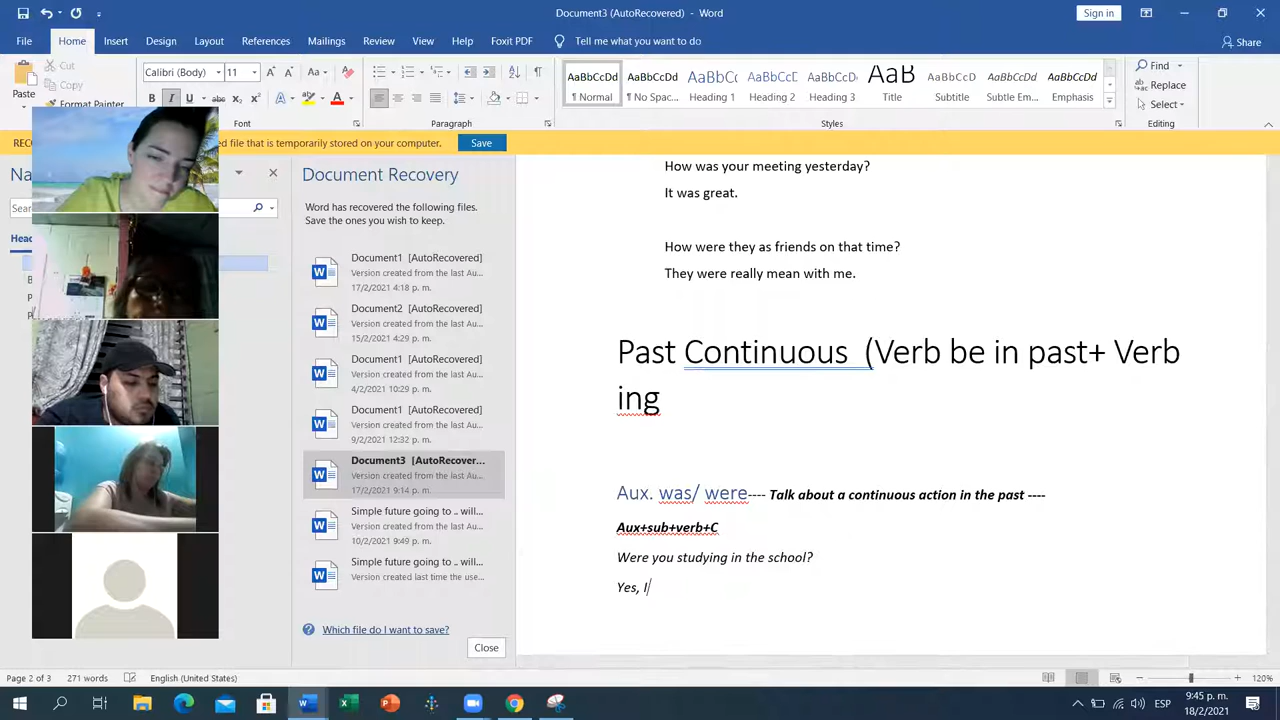 Document3 (AutoRecovered) - Word
Sign in
File Home Insert Design Layout References Mailings Review View Help Foxit PDF Tell me what you want to do
Share
Cut
Copy
Format Painter
Paste
Calibri (Body) 11
Font
Paragraph
AaBbCcDd AaBbCcDd AaBbCc AaBbCcD AaBbCcD AaB AaBbCcD AaBbCcDd AaBbCcDd
¶ Normal ¶ No Spac... Heading 1 Heading 2 Heading 3 Title Subtitle Subtle Em... Emphasis
Styles
Find
Replace
Select
Editing
ed file that is temporarily stored on your computer.
Save
Document Recovery
Word has recovered the following files.
Save the ones you wish to keep.
Document1 [AutoRecovered]
Version created from the last Au...
17/2/2021 4:18 p. m.
Document2 [AutoRecovered]
Version created from the last Au...
15/2/2021 4:29 p. m.
Document1 [AutoRecovered]
Version created from the last Au...
4/2/2021 10:29 p. m.
Document1 [AutoRecovered]
Version created from the last Au...
9/2/2021 12:32 p. m.
Document3 [AutoRecover...
Version created from the last Au...
17/2/2021 9:14 p. m.
Simple future going to .. will...
Version created from the last Au...
10/2/2021 9:49 p. m.
Simple future going to .. will...
Version created last time the use...
Which file do I want to save?
Close
How was your meeting yesterday?
It was great.
How were they as friends on that time?
They were really mean with me.
Past Continuous (Verb be in past+ Verb
ing
Aux. was/ were---- Talk about a continuous action in the past ----
Aux+sub+verb+C
Were you studying in the school?
Yes, I
Page 2 of 3 271 words English (United States)
120%
ESP
9:45 p. m.
18/2/2021